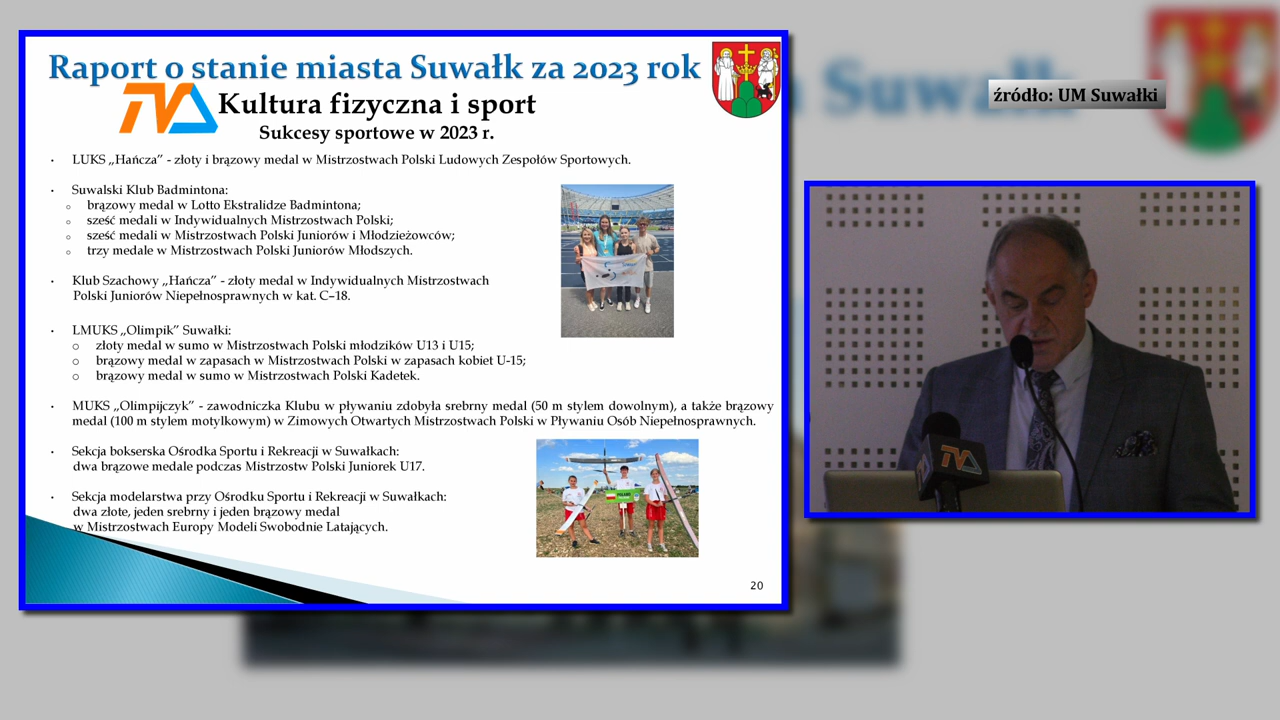 Raport o stanie miasta Suwałk za 2023 rok
TVA
Kultura fizyczna i sport
Sukcesy sportowe w 2023 r.
• LUKS „Hańcza” - złoty i brązowy medal w Mistrzostwach Polski Ludowych Zespołów Sportowych.
• Suwalski Klub Badmintona:
o brązowy medal w Lotto Ekstralidze Badmintona;
o sześć medali w Indywidualnych Mistrzostwach Polski;
o sześć medali w Mistrzostwach Polski Juniorów i Młodzieżowców;
o trzy medale w Mistrzostwach Polski Juniorów Młodszych.
• Klub Szachowy „Hańcza” - złoty medal w Indywidualnych Mistrzostwach
Polski Juniorów Niepełnosprawnych w kat. C–18.
• LMUKS „Olimpik” Suwałki:
o złoty medal w sumo w Mistrzostwach Polski młodzików U13 i U15;
o brązowy medal w zapasach w Mistrzostwach Polski w zapasach kobiet U-15;
o brązowy medal w sumo w Mistrzostwach Polski Kadetek.
• MUKS „Olimpijczyk” - zawodniczka Klubu w pływaniu zdobyła srebrny medal (50 m stylem dowolnym), a także brązowy
medal (100 m stylem motylkowym) w Zimowych Otwartych Mistrzostwach Polski w Pływaniu Osób Niepełnosprawnych.
• Sekcja bokserska Ośrodka Sportu i Rekreacji w Suwałkach:
dwa brązowe medale podczas Mistrzostw Polski Juniorek U17.
• Sekcja modelarstwa przy Ośrodku Sportu i Rekreacji w Suwałkach:
dwa złote, jeden srebrny i jeden brązowy medal
w Mistrzostwach Europy Modeli Swobodnie Latających.
POLAND
20
Suwałk
źródło: UM Suwałki
TVA